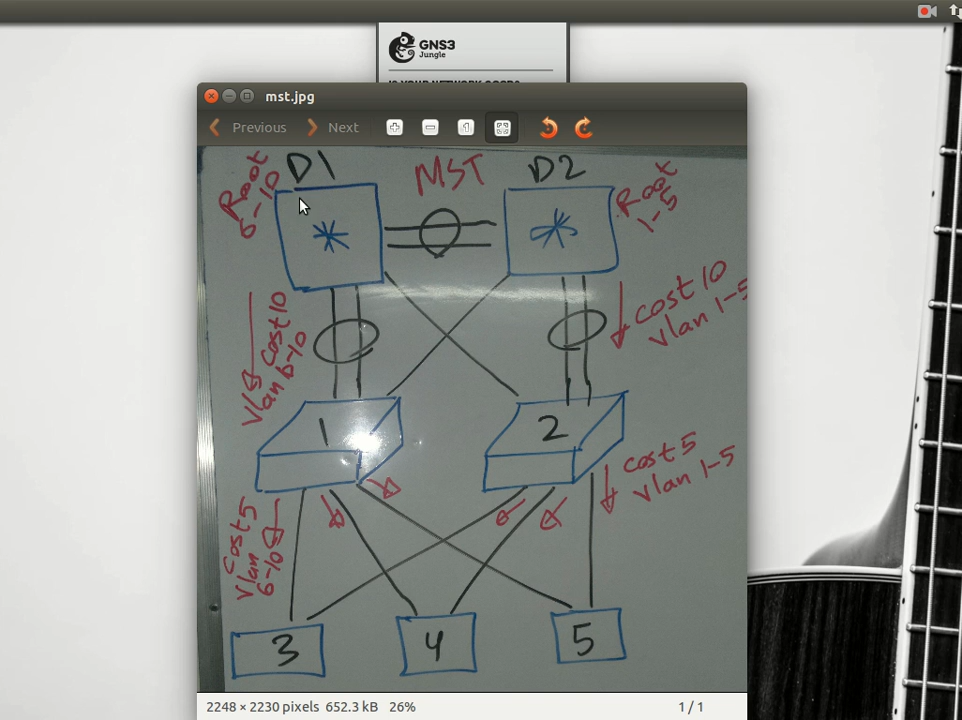 GNS3
Jungle
mst.jpg
Previous
Next
D1
MST
D2
Root
6-10
Root
1-5
Cost 10
Vlan 6-10
Cost 10
Vlan 1-5
1
2
Cost 5
Vlan 1-5
Cost 5
Vlan
6-10
3
4
5
2248 × 2230 pixels 652.3 kB 26%
1 / 1